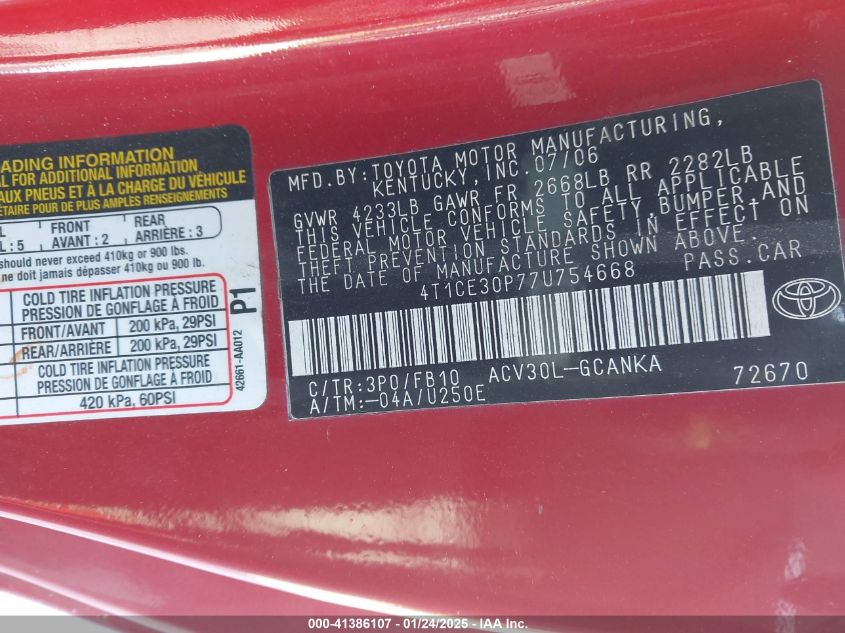 ADING INFORMATION
AL FOR ADDITIONAL INFORMATION
AUX PNEUS ET À LA CHARGE DU VÉHICULE
ÉTAIRE POUR DE PLUS AMPLES RENSEIGNEMENTS
L FRONT REAR
L : 5 AVANT : 2 ARRIÈRE : 3
should never exceed 410kg or 900 lbs.
ne doit jamais dépasser 410kg ou 900 lb.
COLD TIRE INFLATION PRESSURE
PRESSION DE GONFLAGE À FROID
FRONT/AVANT 200 kPa, 29PSI
REAR/ARRIÈRE 200 kPa, 29PSI
COLD TIRE INFLATION PRESSURE
PRESSION DE GONFLAGE À FROID
420 kPa, 60PSI
P1
42661-AA012
MFD.BY:TOYOTA MOTOR MANUFACTURING,
KENTUCKY, INC. 07/06
GVWR 4233LB GAWR FR 2668LB RR 2282LB
THIS VEHICLE CONFORMS TO ALL APPLICABLE
FEDERAL MOTOR VEHICLE SAFETY,BUMPER,AND
THEFT PREVENTION STANDARDS IN EFFECT ON
THE DATE OF MANUFACTURE SHOWN ABOVE.
4T1CE30P77U754668 PASS.CAR
C/TR:3P0/FB10 ACV30L-GCANKA
A/TM:-04A/U250E 72670
000-41386107 - 01/24/2025 - IAA Inc.